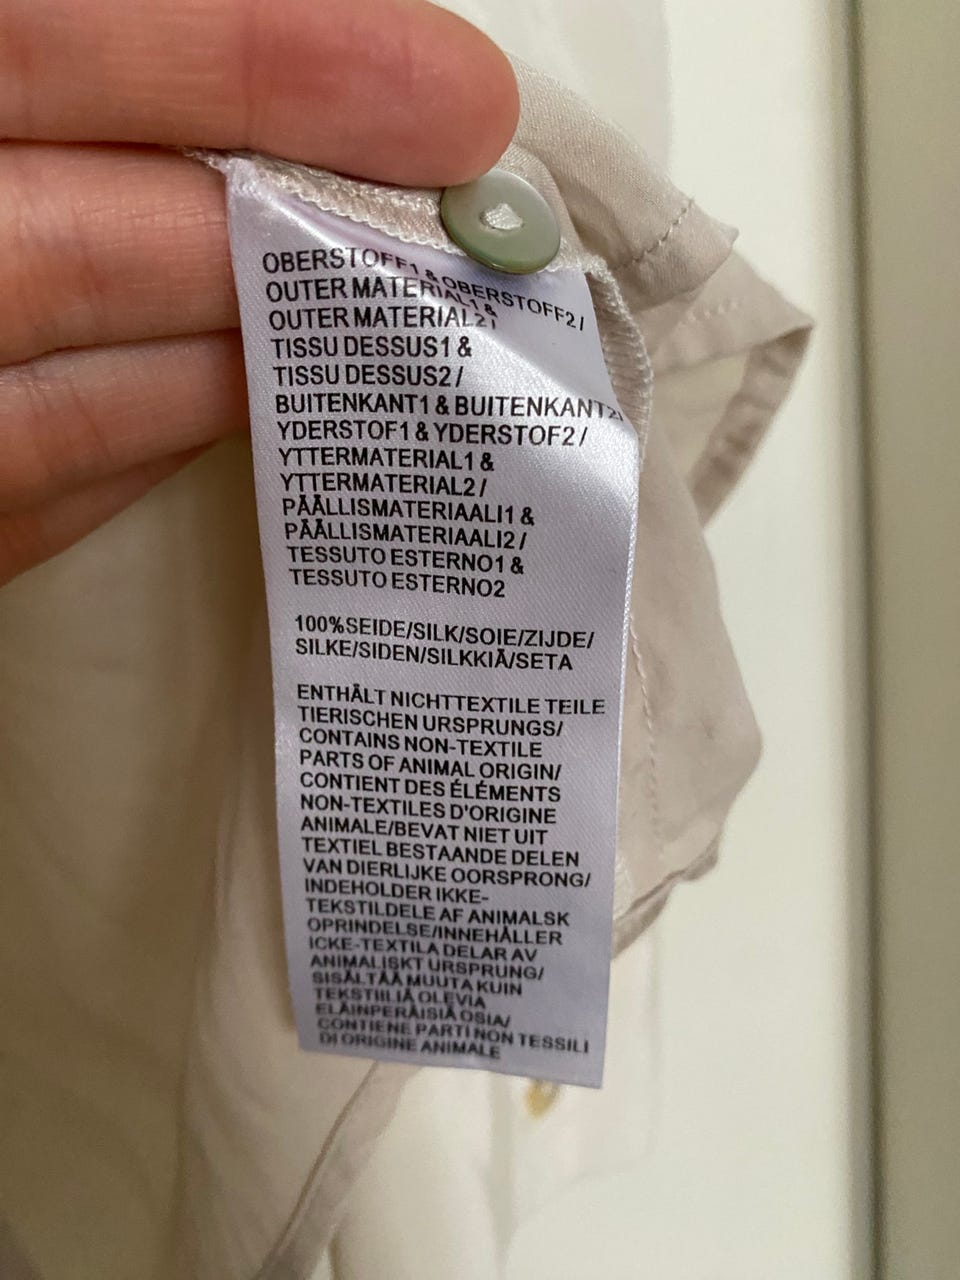 OBERSTOFF1 & OBERSTOFF2 /
OUTER MATERIAL1 &
OUTER MATERIAL2 /
TISSU DESSUS1 &
TISSU DESSUS2 /
BUITENKANT1 & BUITENKANT2/
YDERSTOF1 & YDERSTOF2 /
YTTERMATERIAL1 &
YTTERMATERIAL2 /
PÄÄLLISMATERIAALI1 &
PÄÄLLISMATERIAALI2 /
TESSUTO ESTERNO1 &
TESSUTO ESTERNO2
100%SEIDE/SILK/SOIE/ZIJDE/
SILKE/SIDEN/SILKKIÄ/SETA
ENTHÄLT NICHTTEXTILE TEILE
TIERISCHEN URSPRUNGS/
CONTAINS NON-TEXTILE
PARTS OF ANIMAL ORIGIN/
CONTIENT DES ÉLÉMENTS
NON-TEXTILES D'ORIGINE
ANIMALE/BEVAT NIET UIT
TEXTIEL BESTAANDE DELEN
VAN DIERLIJKE OORSPRONG/
INDEHOLDER IKKE-
TEKSTILDELE AF ANIMALSK
OPRINDELSE/INNEHÅLLER
ICKE-TEXTILA DELAR AV
ANIMALISKT URSPRUNG/
SISÄLTÄÄ MUUTA KUIN
TEKSTIILIÄ OLEVIA
ELÄINPERÄISIÄ OSIA/
CONTIENE PARTI NON TESSILI
DI ORIGINE ANIMALE